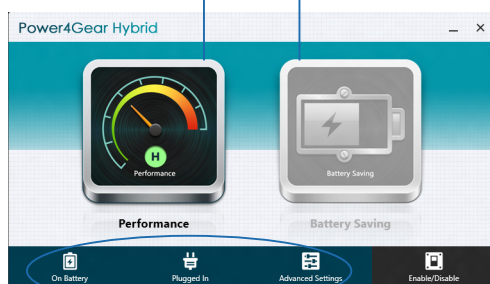 Power4Gear Hybrid
H
Performance
Battery Saving
Performance
Battery Saving
On Battery
Plugged In
Advanced Settings
Enable/Disable